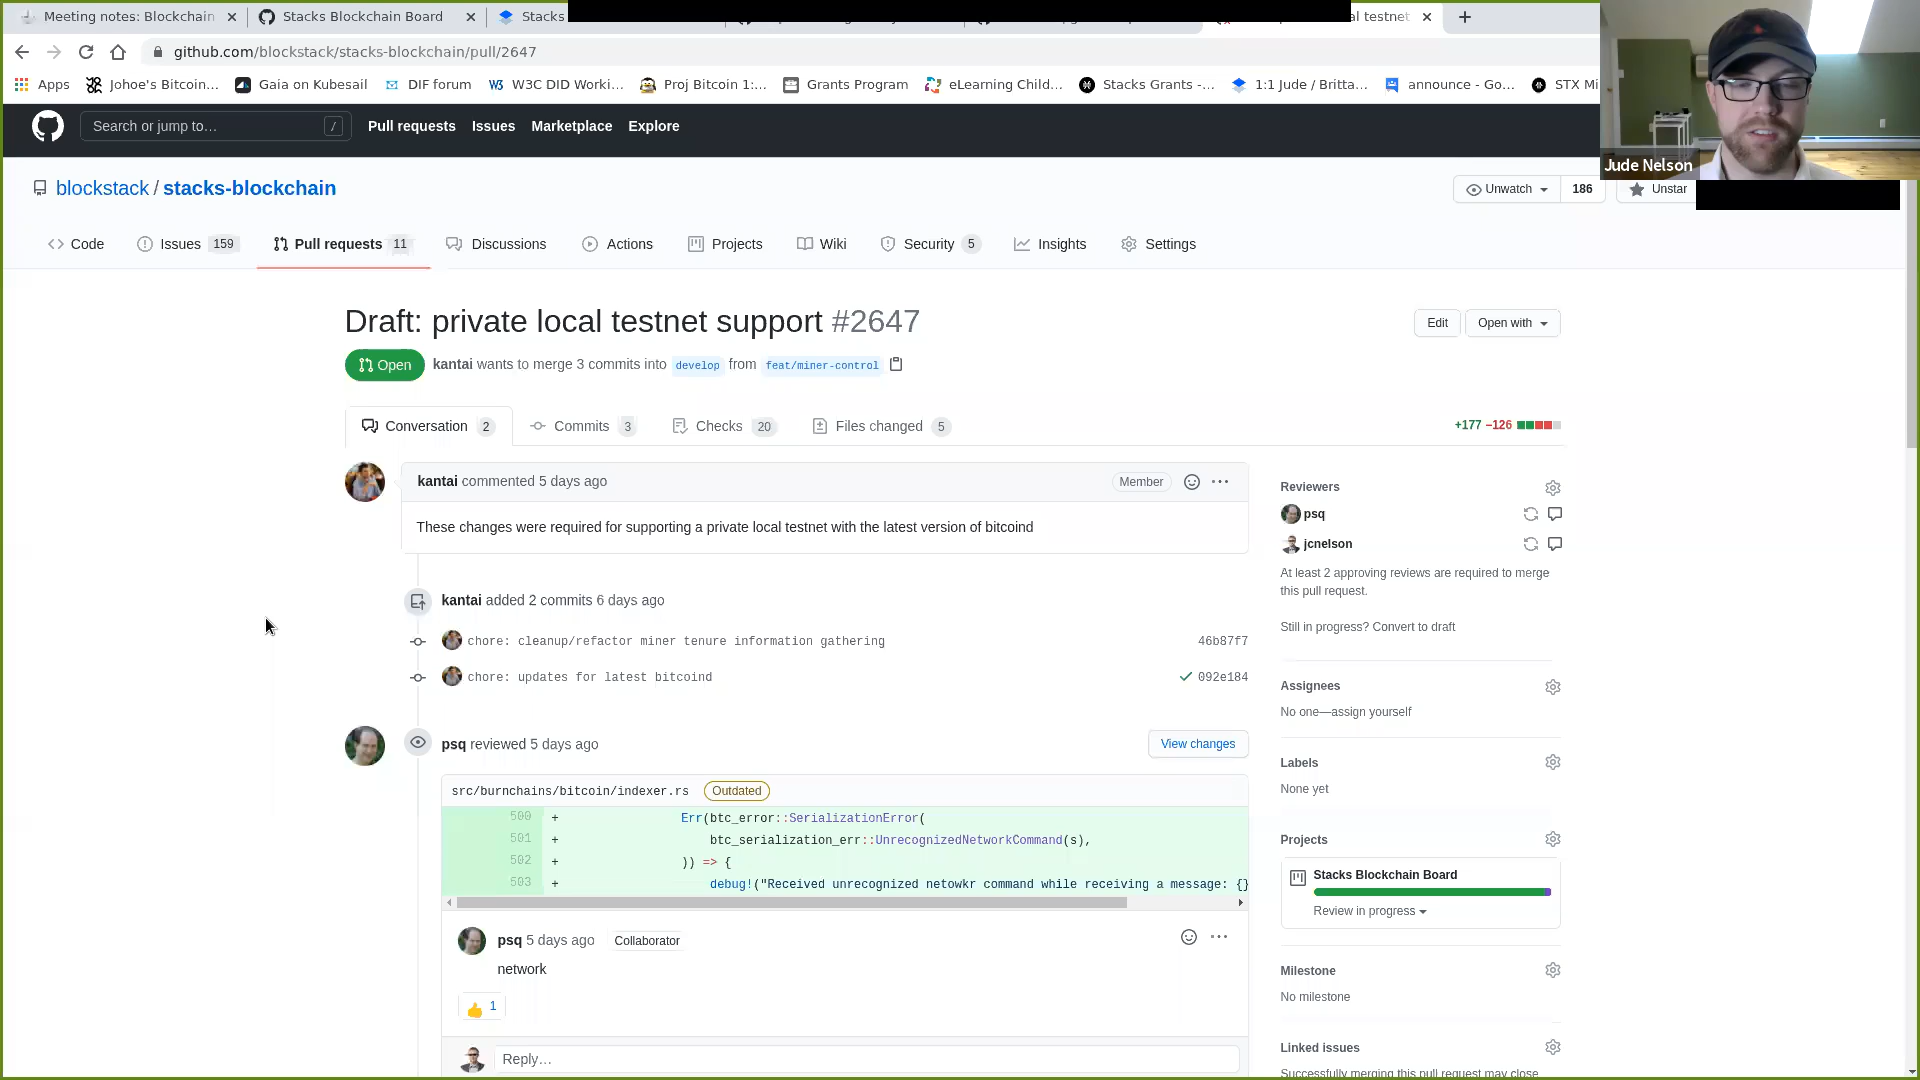 Meeting notes: Blockchain
Stacks Blockchain Board
Stacks
al testnet
github.com/blockstack/stacks-blockchain/pull/2647
Apps
Johoe's Bitcoin...
Gaia on Kubesail
DIF forum
W3C DID Worki...
Proj Bitcoin 1:...
Grants Program
eLearning Child...
Stacks Grants -...
1:1 Jude / Britta...
announce - Go...
STX Mi
Jude Nelson
Search or jump to...
/
Pull requests
Issues
Marketplace
Explore
blockstack / stacks-blockchain
Unwatch
186
Unstar
Code
Issues 159
Pull requests 11
Discussions
Actions
Projects
Wiki
Security 5
Insights
Settings
Draft: private local testnet support #2647
Edit
Open with
Open
kantai wants to merge 3 commits into develop from feat/miner-control
Conversation 2
Commits 3
Checks 20
Files changed 5
+177 −126
kantai commented 5 days ago
Member
These changes were required for supporting a private local testnet with the latest version of bitcoind
kantai added 2 commits 6 days ago
chore: cleanup/refactor miner tenure information gathering
46b87f7
chore: updates for latest bitcoind
092e184
psq reviewed 5 days ago
View changes
src/burnchains/bitcoin/indexer.rs
Outdated
500 + Err(btc_error::SerializationError(
501 + btc_serialization_err::UnrecognizedNetworkCommand(s),
502 + )) => {
503 + debug!("Received unrecognized netowkr command while receiving a message: {}
psq 5 days ago
Collaborator
network
👍 1
Reply...
Reviewers
psq
jcnelson
At least 2 approving reviews are required to merge
this pull request.
Still in progress? Convert to draft
Assignees
No one—assign yourself
Labels
None yet
Projects
Stacks Blockchain Board
Review in progress
Milestone
No milestone
Linked issues
Successfully merging this pull request may close